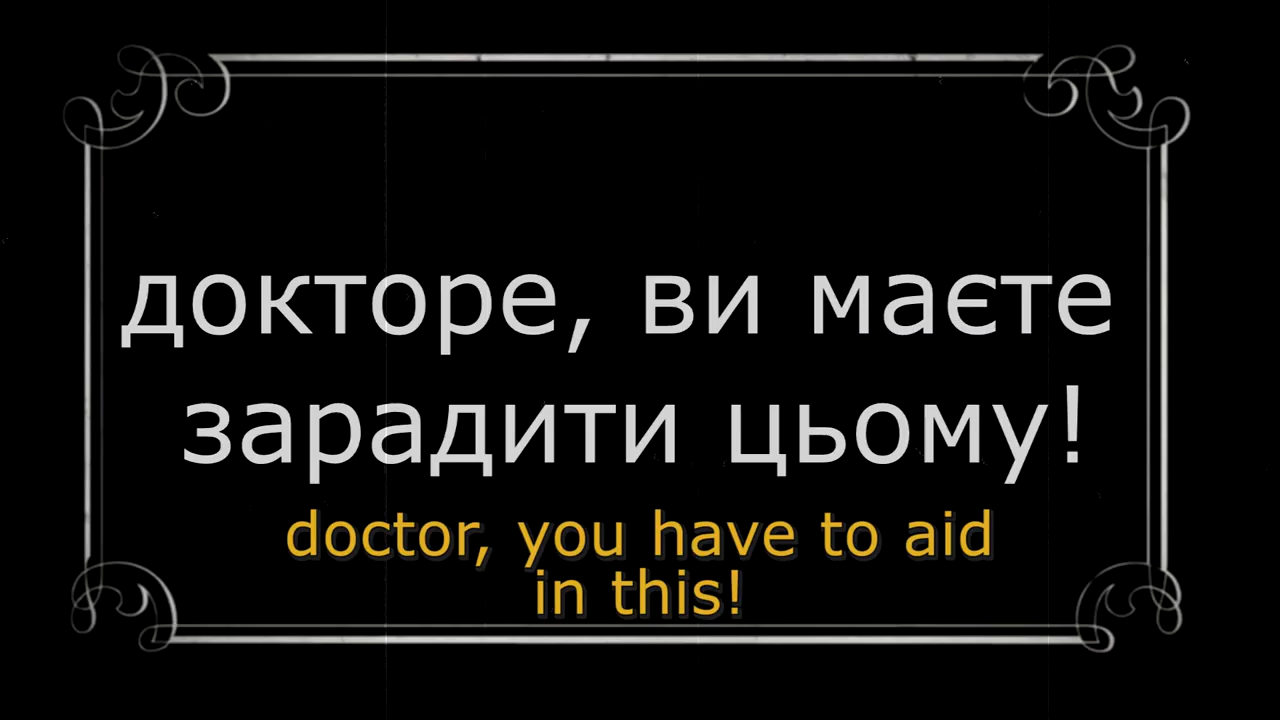 докторе, ви маєте
зарадити цьому!
doctor, you have to aid
in this!